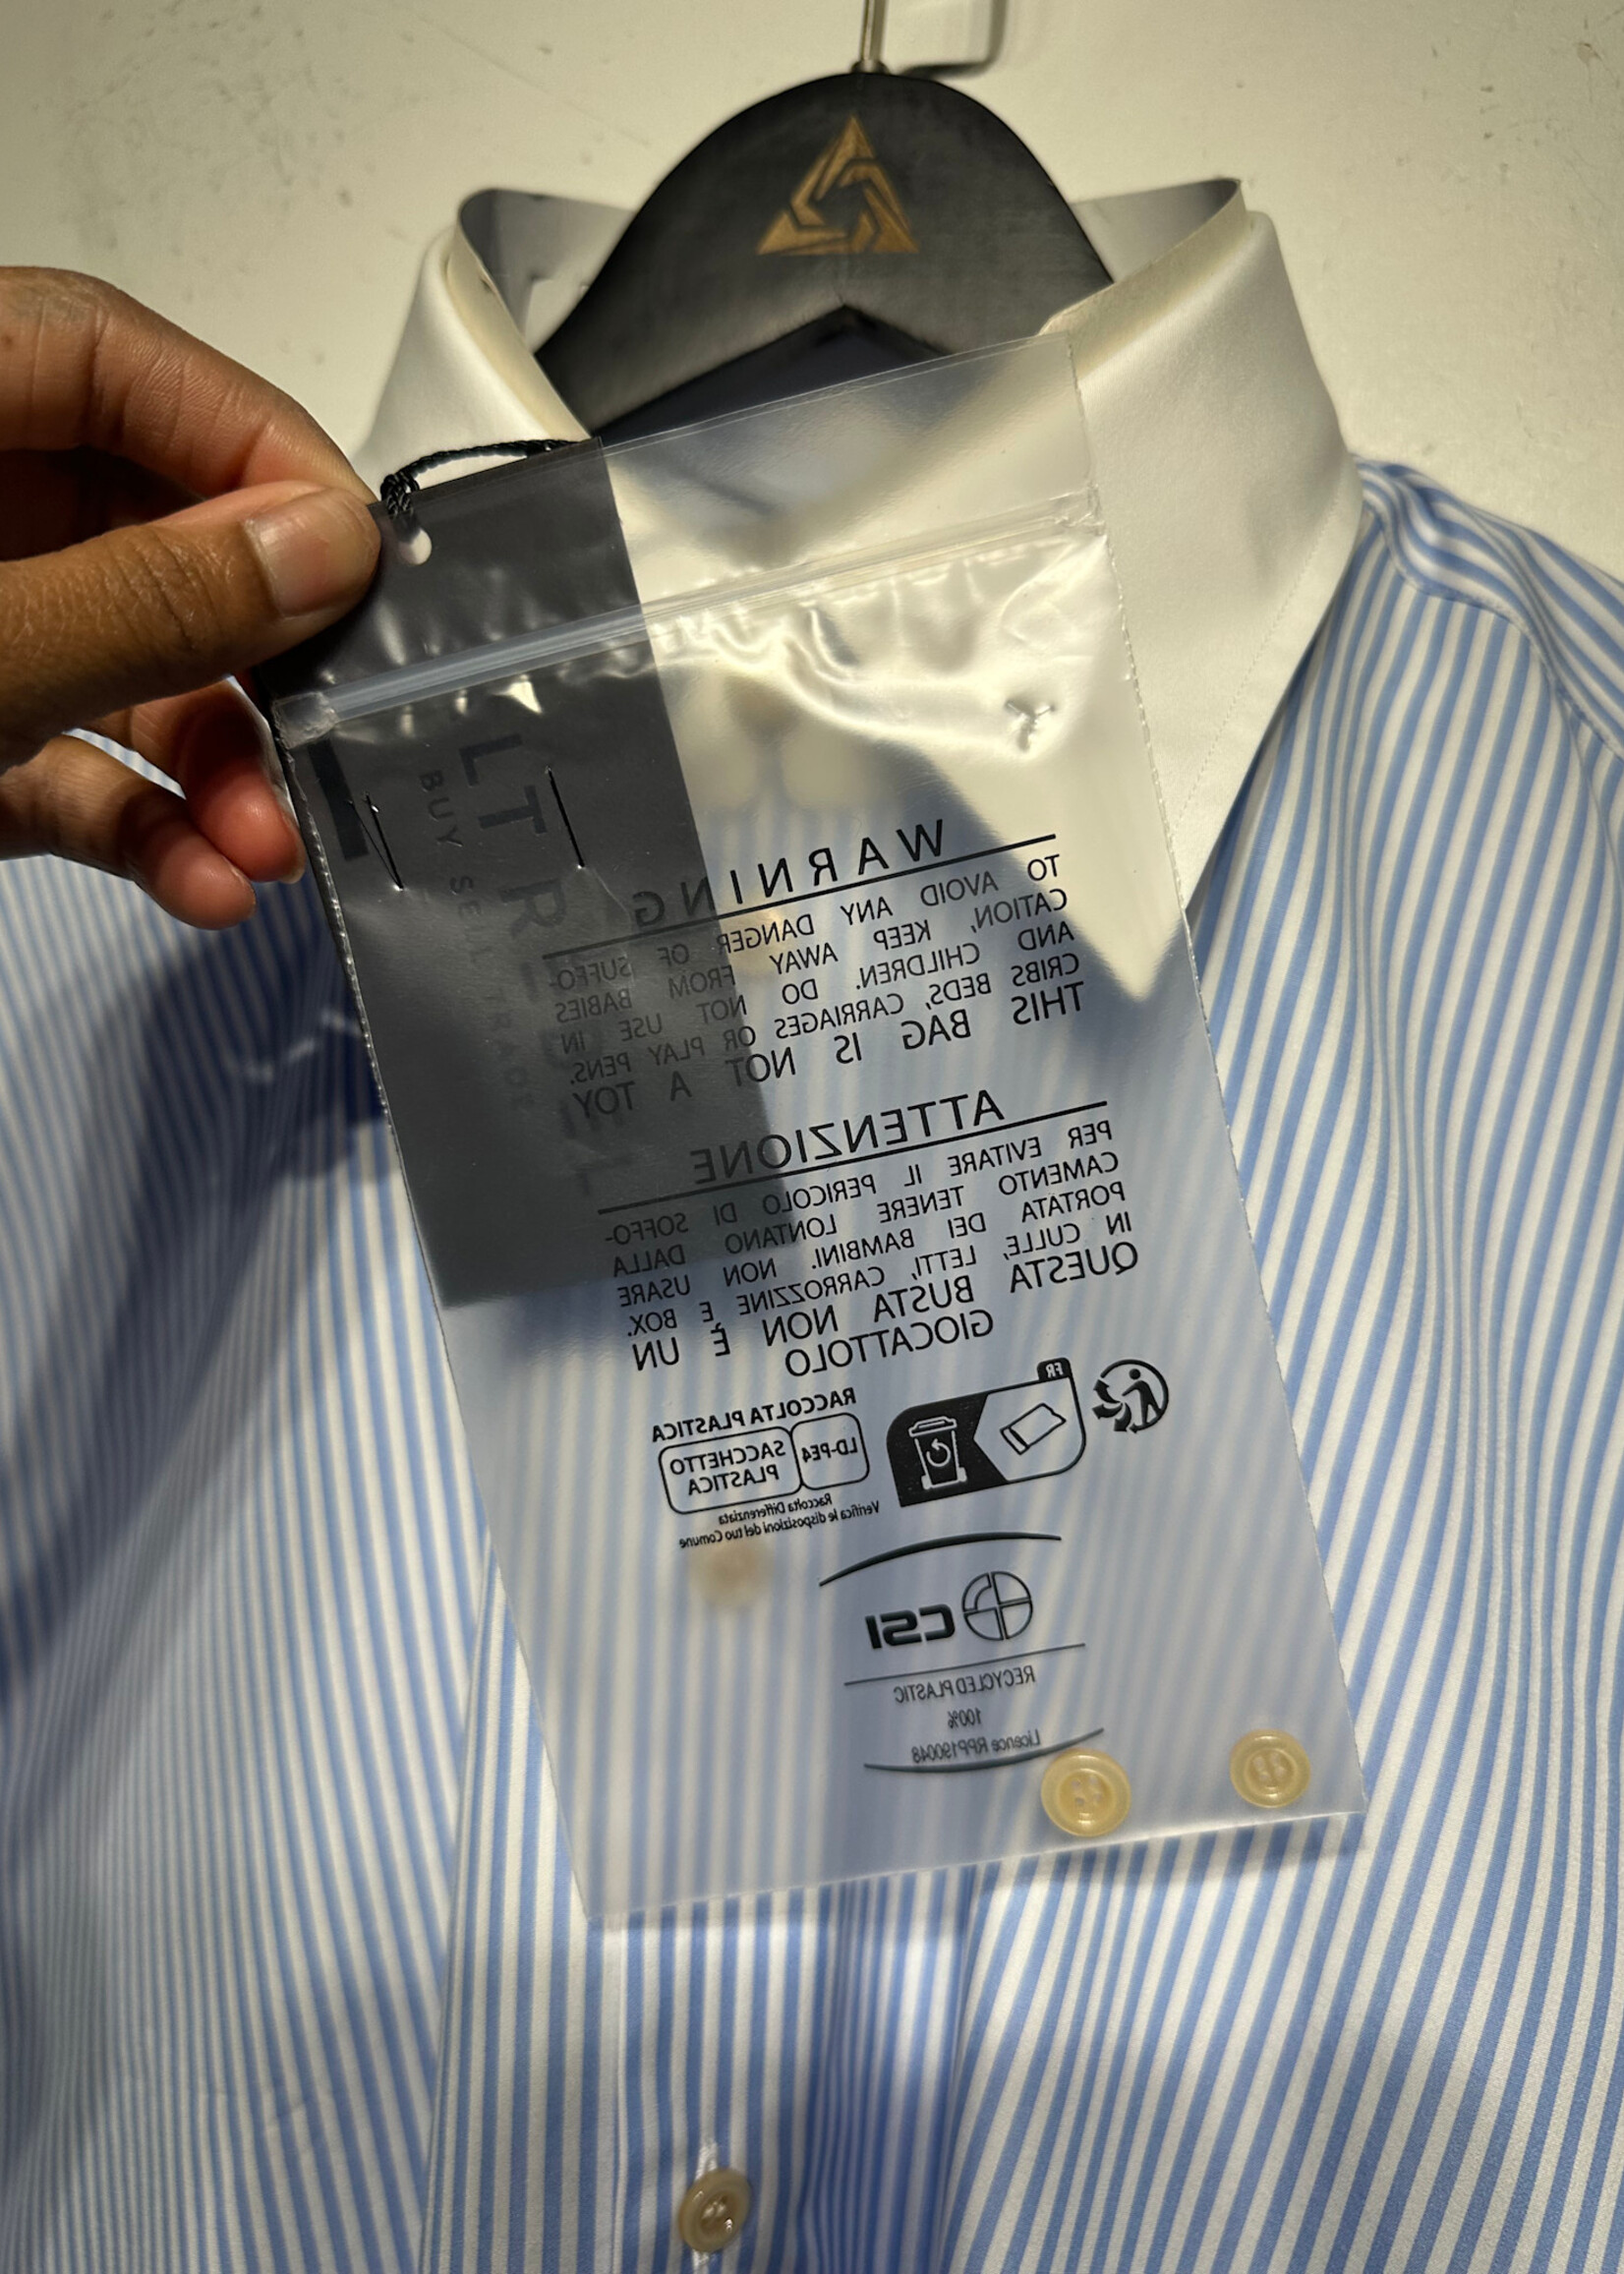 LTR
BUY SELL TRADE
WARNING
TO AVOID ANY DANGER OF SUFFO-
CATION, KEEP AWAY FROM BABIES
AND CHILDREN. DO NOT USE IN
CRIBS BEDS, CARRIAGES OR PLAY PENS.
THIS BAG IS NOT A TOY
ATTENZIONE
PER EVITARE IL PERICOLO DI SOFFO-
CAMENTO TENERE LONTANO DALLA
PORTATA DEI BAMBINI. NON USARE
IN CULLE, LETTI, CARROZZINE E BOX.
QUESTA BUSTA NON È UN
GIOCATTOLO
FR
RACCOLTA PLASTICA
LD-PE4
SACCHETTO
PLASTICA
Raccolta Differenziata
Verifica le disposizioni del tuo Comune
CSI
RECYCLED PLASTIC
100%
Licence RPP190048